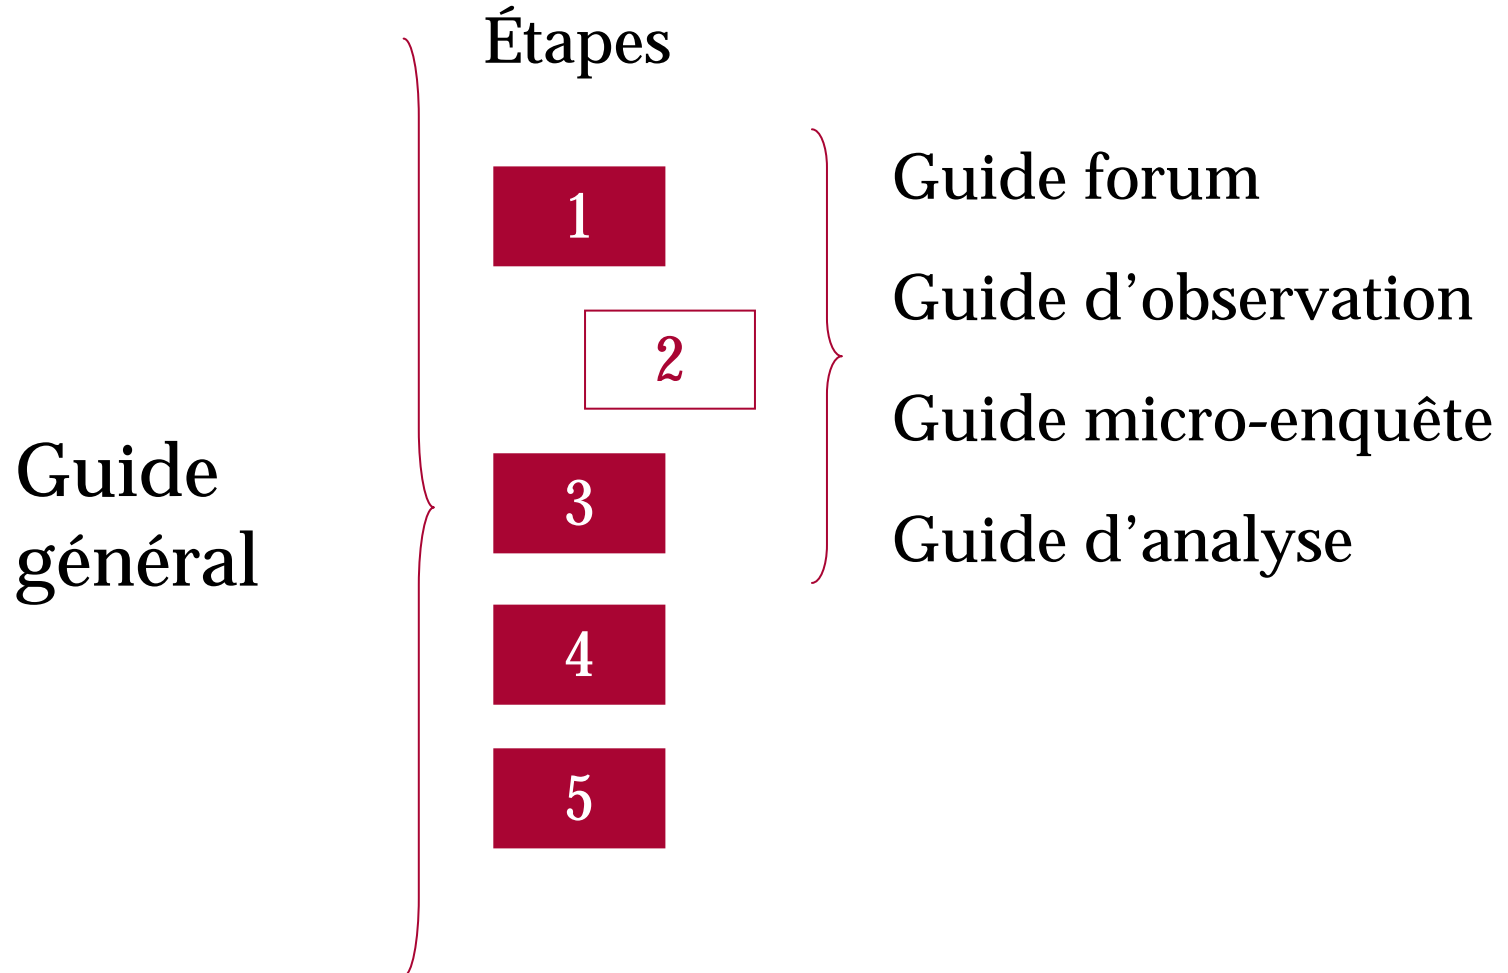 Étapes
1
2
3
4
5
Guide
général
Guide forum
Guide d’observation
Guide micro-enquête
Guide d’analyse